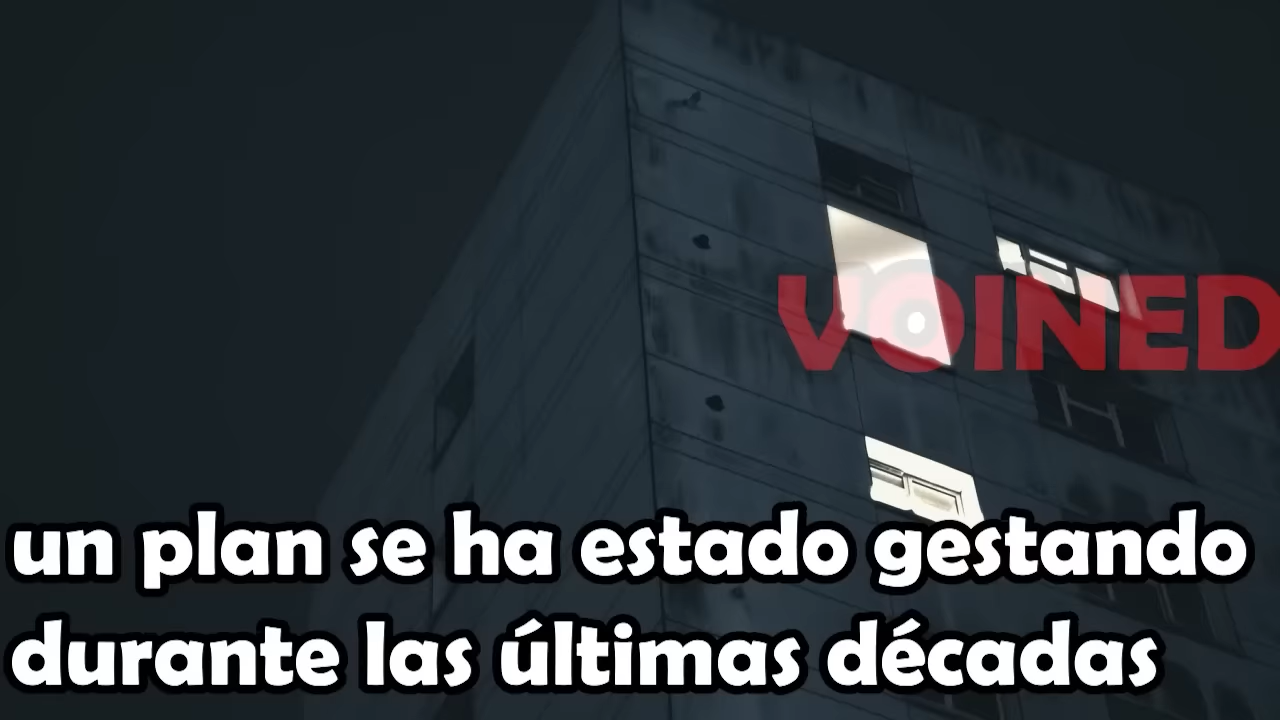 VOINED
un plan se ha estado gestando
durante las últimas décadas